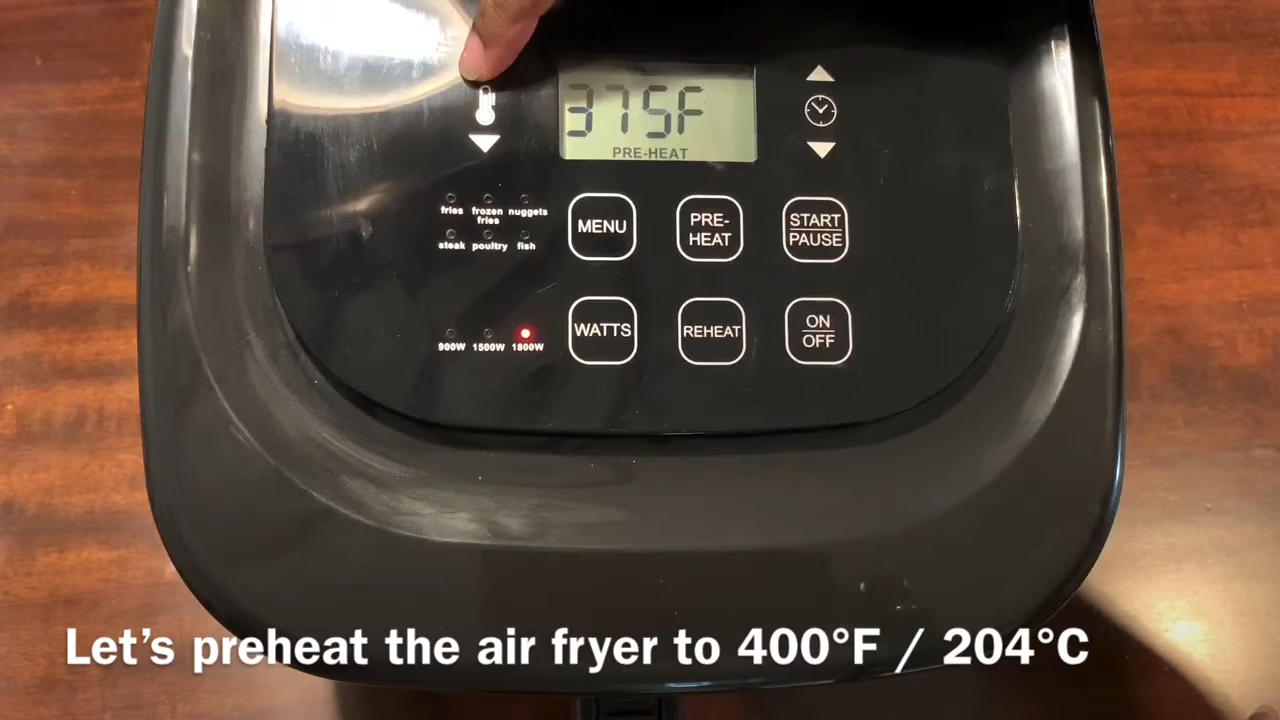 375F
PRE-HEAT
fries frozen fries nuggets
steak poultry fish
MENU
PRE-
HEAT
START
PAUSE
900W 1500W 1800W
WATTS
REHEAT
ON
OFF
Let's preheat the air fryer to 400°F / 204°C